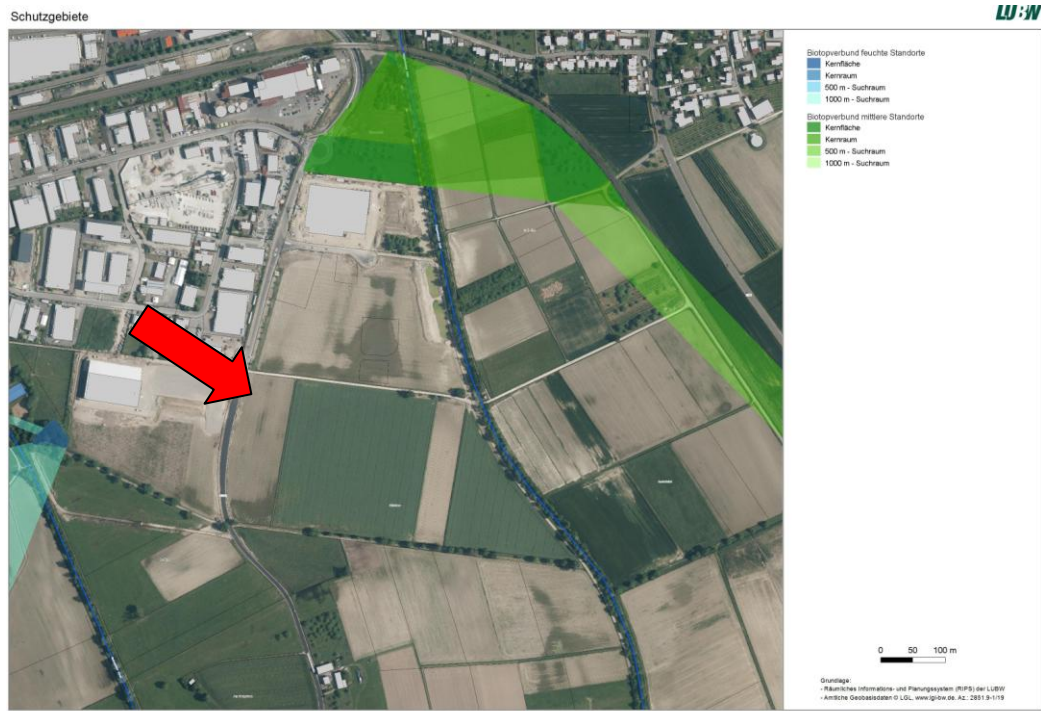 Schutzgebiete
LUBW
Biotopverbund feuchte Standorte
Kernfläche
Kernraum
500 m - Suchraum
1000 m - Suchraum
Biotopverbund mittlere Standorte
Kernfläche
Kernraum
500 m - Suchraum
1000 m - Suchraum
0 50 100 m
Grundlage:
- Räumliches Informations- und Planungssystem (RIPS) der LUBW
- Amtliche Geobasisdaten © LGL, www.lgl-bw.de, Az.: 2851.9-1/19